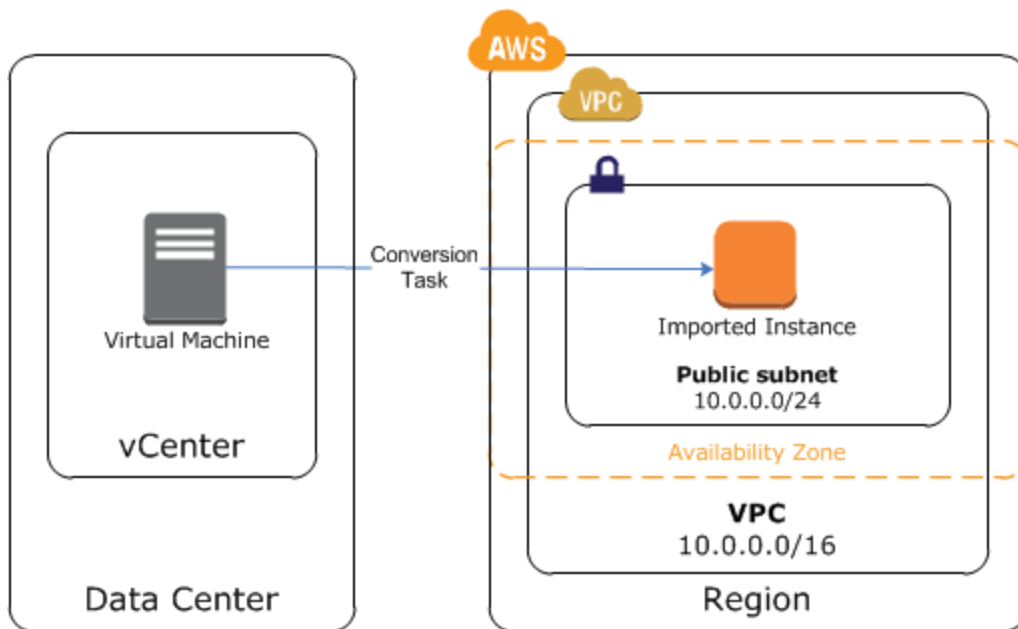 AWS
VPC
Conversion
Task
Virtual Machine
vCenter
Data Center
Imported Instance
Public subnet
10.0.0.0/24
Availability Zone
VPC
10.0.0.0/16
Region